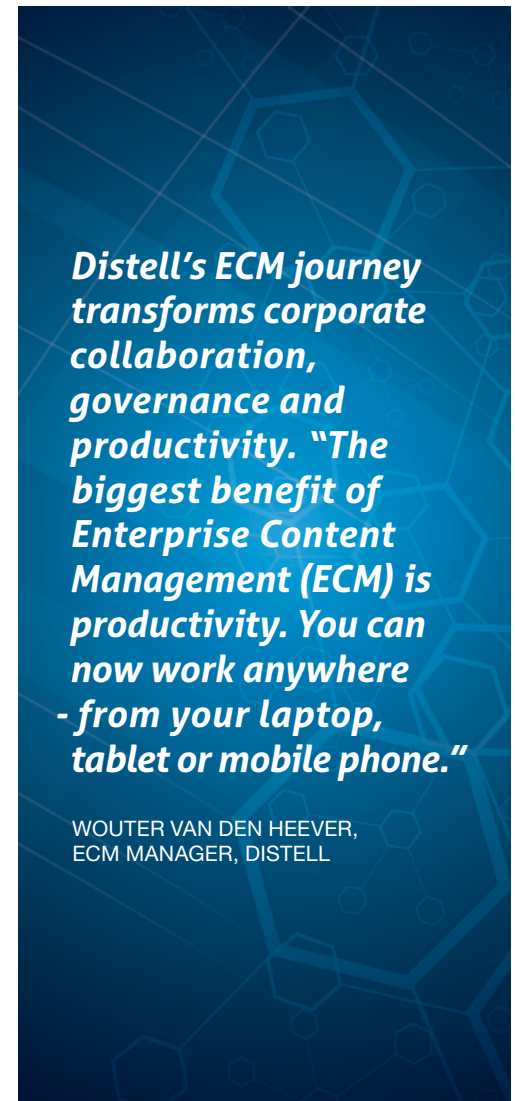 Distell’s ECM journey
transforms corporate
collaboration,
governance and
productivity. “The
biggest benefit of
Enterprise Content
Management (ECM) is
productivity. You can
now work anywhere
- from your laptop,
tablet or mobile phone.”
WOUTER VAN DEN HEEVER,
ECM MANAGER, DISTELL